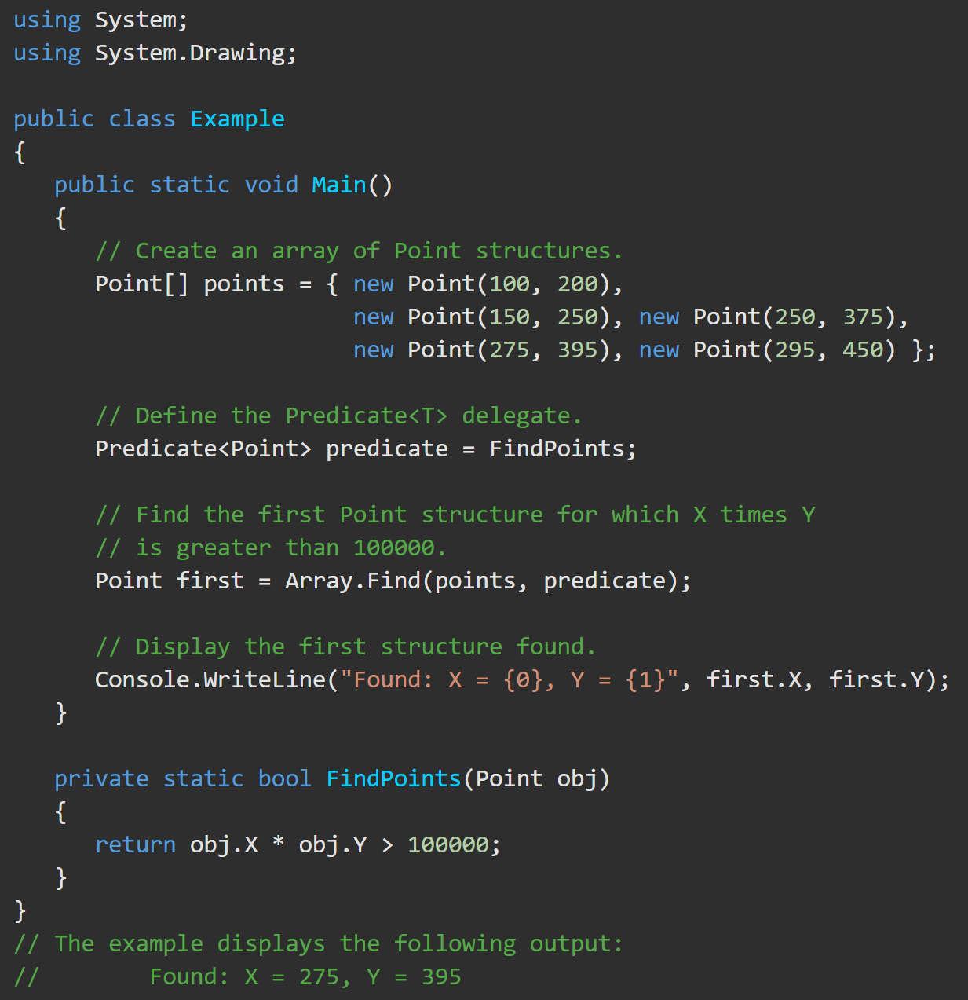 using System;
using System.Drawing;

public class Example
{
   public static void Main()
   {
      // Create an array of Point structures.
      Point[] points = { new Point(100, 200),
                         new Point(150, 250), new Point(250, 375),
                         new Point(275, 395), new Point(295, 450) };

      // Define the Predicate<T> delegate.
      Predicate<Point> predicate = FindPoints;

      // Find the first Point structure for which X times Y
      // is greater than 100000.
      Point first = Array.Find(points, predicate);

      // Display the first structure found.
      Console.WriteLine("Found: X = {0}, Y = {1}", first.X, first.Y);
   }

   private static bool FindPoints(Point obj)
   {
      return obj.X * obj.Y > 100000;
   }
}
// The example displays the following output:
//        Found: X = 275, Y = 395